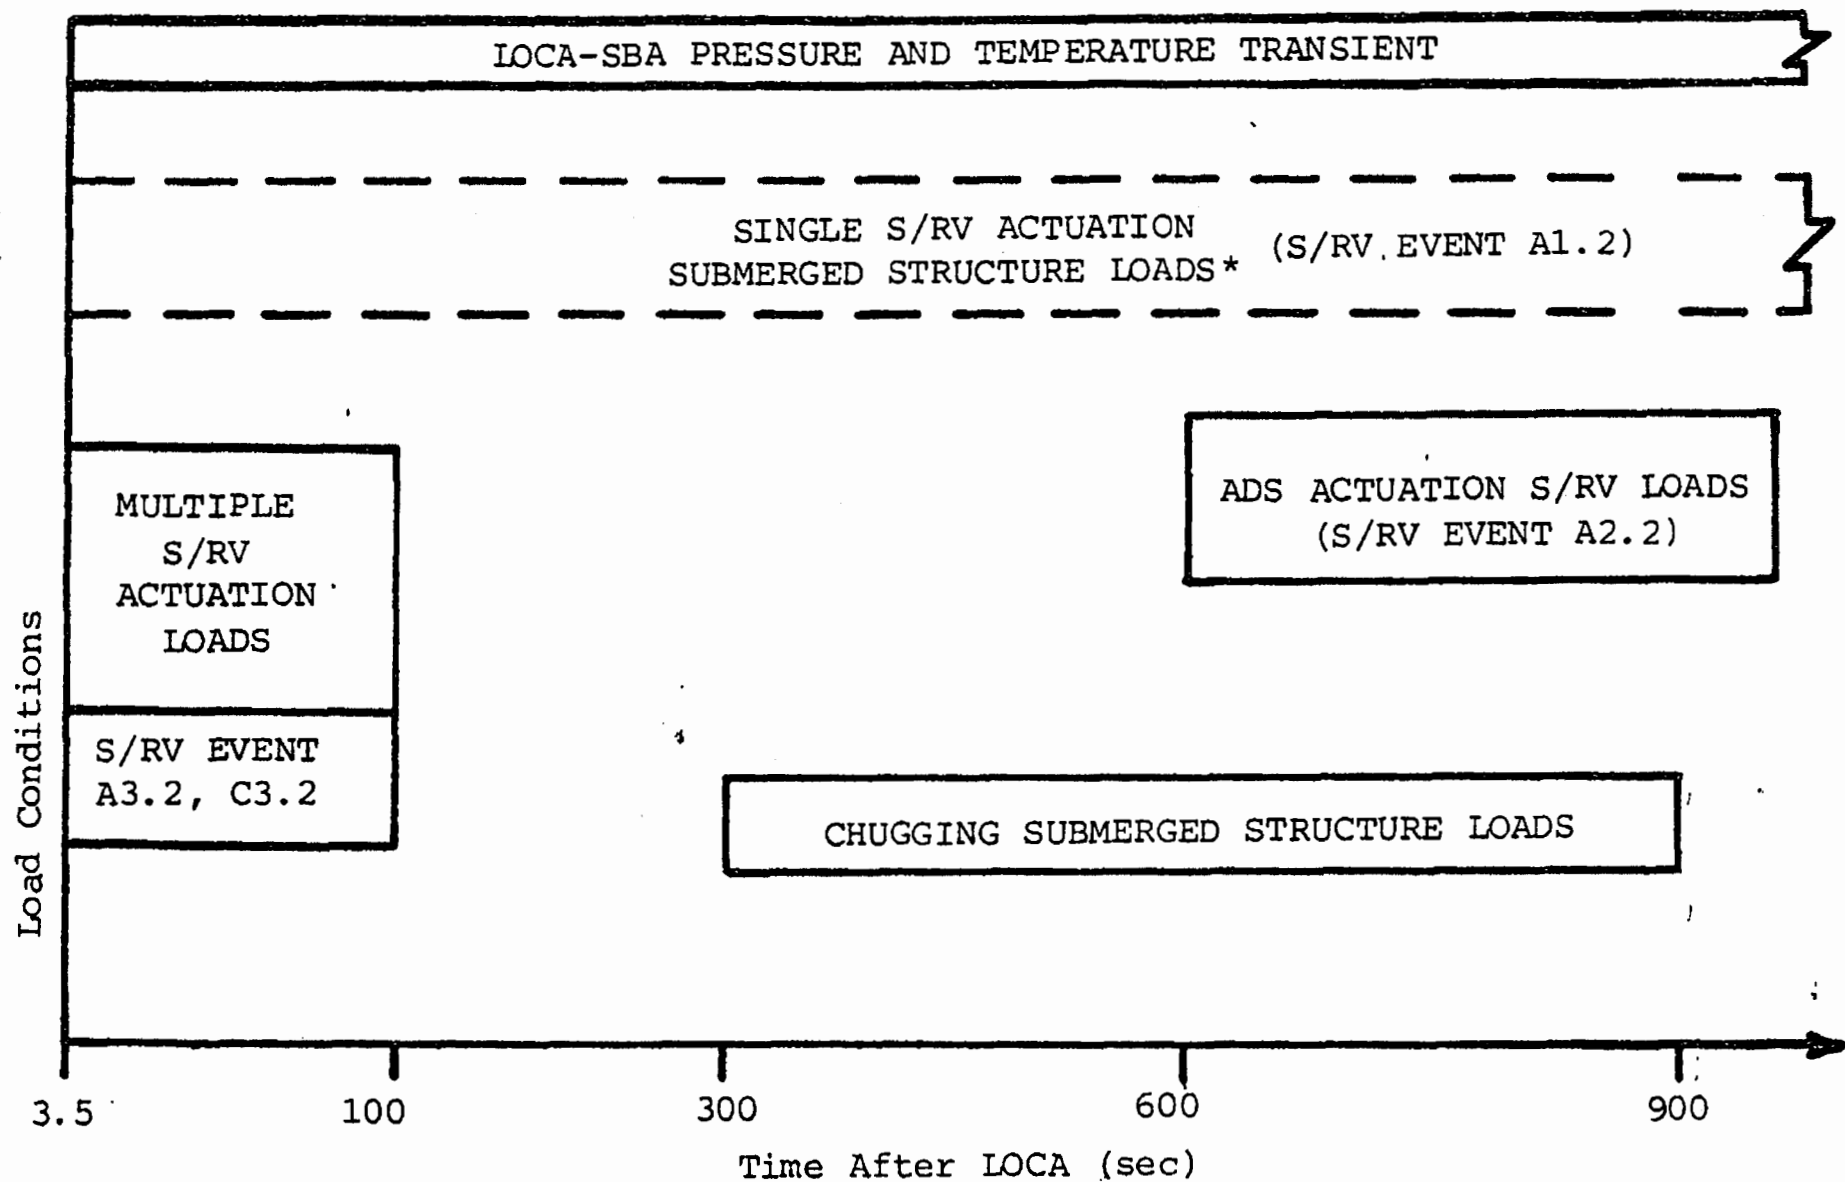 LOCA-SBA PRESSURE AND TEMPERATURE TRANSIENT
SINGLE S/RV ACTUATION
SUBMERGED STRUCTURE LOADS*
(S/RV EVENT A1.2)
MULTIPLE
S/RV
ACTUATION
LOADS
S/RV EVENT
A3.2, C3.2
ADS ACTUATION S/RV LOADS
(S/RV EVENT A2.2)
CHUGGING SUBMERGED STRUCTURE LOADS
Load Conditions
3.5
100
300
600
900
Time After LOCA (sec)